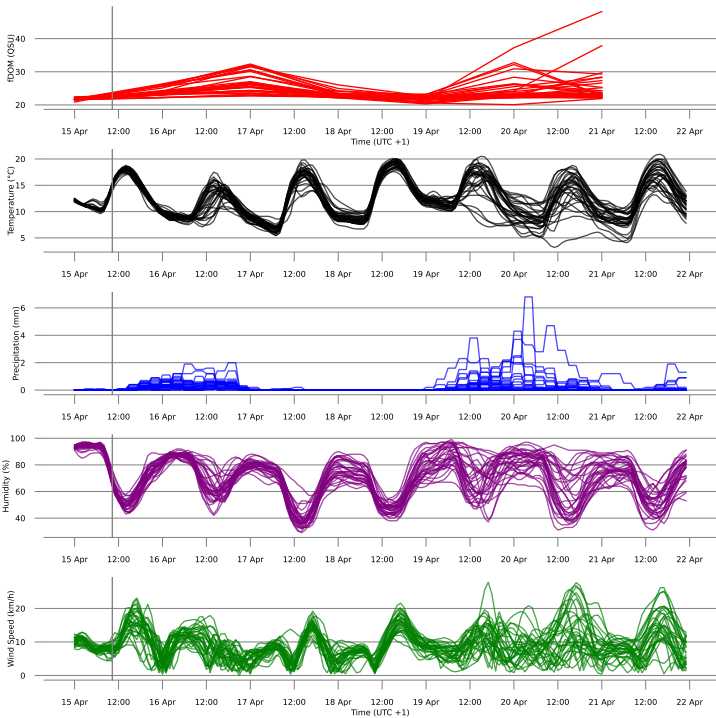 fDOM (QSU)
40
30
20
15 Apr 12:00 16 Apr 12:00 17 Apr 12:00 18 Apr 12:00 19 Apr 12:00 20 Apr 12:00 21 Apr 12:00 22 Apr
Time (UTC +1)
Temperature (°C)
20
15
10
5
15 Apr 12:00 16 Apr 12:00 17 Apr 12:00 18 Apr 12:00 19 Apr 12:00 20 Apr 12:00 21 Apr 12:00 22 Apr
Precipitation (mm)
6
4
2
0
15 Apr 12:00 16 Apr 12:00 17 Apr 12:00 18 Apr 12:00 19 Apr 12:00 20 Apr 12:00 21 Apr 12:00 22 Apr
Humidity (%)
100
80
60
40
15 Apr 12:00 16 Apr 12:00 17 Apr 12:00 18 Apr 12:00 19 Apr 12:00 20 Apr 12:00 21 Apr 12:00 22 Apr
Wind Speed (km/h)
20
10
0
15 Apr 12:00 16 Apr 12:00 17 Apr 12:00 18 Apr 12:00 19 Apr 12:00 20 Apr 12:00 21 Apr 12:00 22 Apr
Time (UTC +1)